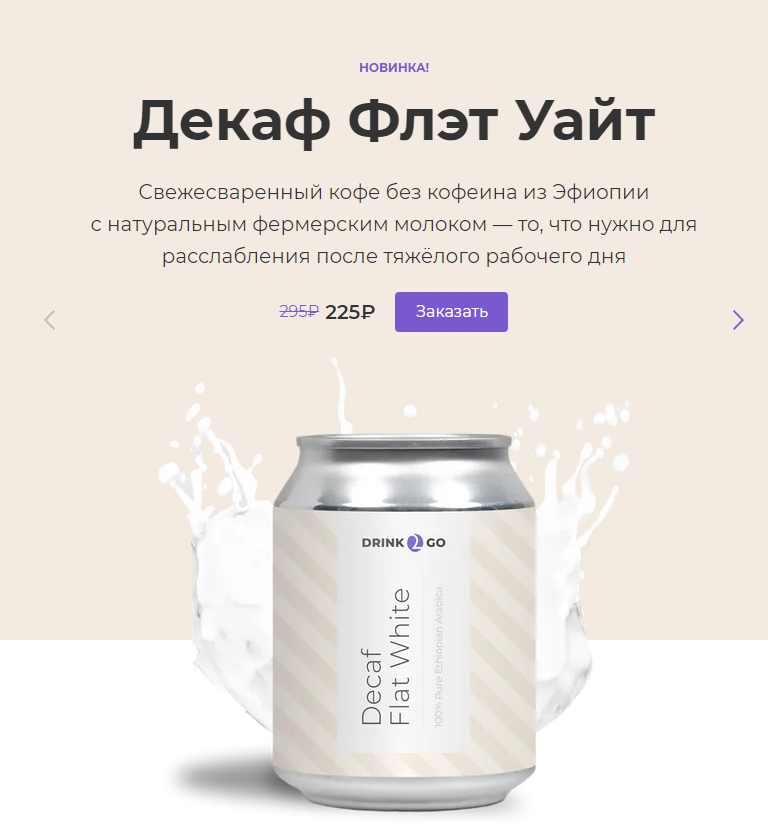 НОВИНКА!
Декаф Флэт Уайт
Свежесваренный кофе без кофеина из Эфиопии
с натуральным фермерским молоком — то, что нужно для
расслабления после тяжёлого рабочего дня
295₽ 225₽ Заказать
DRINK 2 GO
Decaf
Flat White
100% Pure Ethiopian Arabica